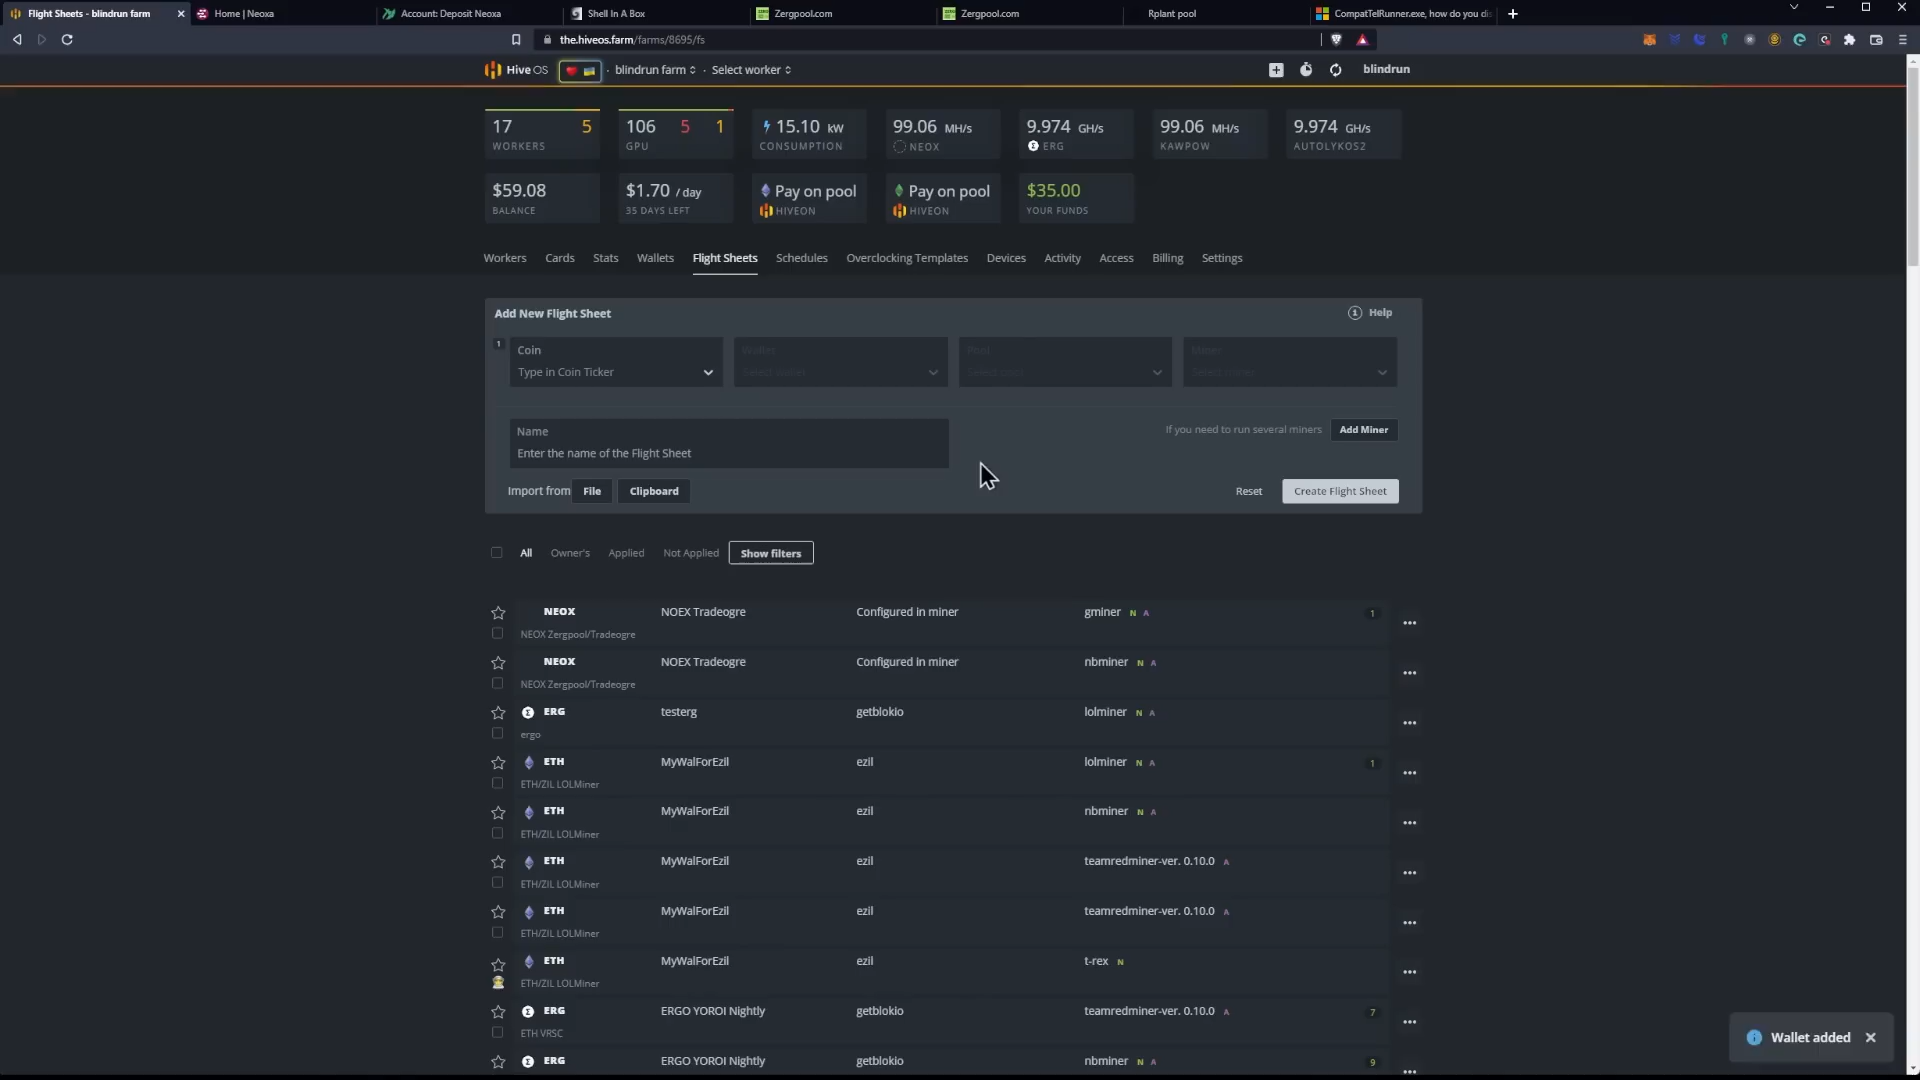 Flight Sheets - blindrun farm
Home | Neoxa
Account: Deposit Neoxa
Shell In A Box
Zergpool.com
Zergpool.com
Rplant pool
CompatTelRunner.exe, how do you di
the.hiveos.farm/farms/8695/fs
Hive OS · blindrun farm · Select worker
blindrun
17 5
WORKERS
106 5 1
GPU
15.10 kW
CONSUMPTION
99.06 MH/s
NEOX
9.974 GH/s
ERG
99.06 MH/s
KAWPOW
9.974 GH/s
AUTOLYKOS2
$59.08
BALANCE
$1.70 / day
35 DAYS LEFT
Pay on pool
HIVEON
Pay on pool
HIVEON
$35.00
YOUR FUNDS
Workers Cards Stats Wallets Flight Sheets Schedules Overclocking Templates Devices Activity Access Billing Settings
Add New Flight Sheet
Help
1
Coin
Type in Coin Ticker
Wallet
Select wallet
Pool
Select pool
Miner
Select miner
Name
Enter the name of the Flight Sheet
If you need to run several miners Add Miner
Import from File Clipboard
Reset Create Flight Sheet
All Owner's Applied Not Applied Show filters
NEOX NOEX Tradeogre Configured in miner gminer N A 1
NEOX Zergpool/Tradeogre
NEOX NOEX Tradeogre Configured in miner nbminer N A
NEOX Zergpool/Tradeogre
ERG testerg getblokio lolminer N A
ergo
ETH MyWalForEzil ezil lolminer N A 1
ETH/ZIL LOLMiner
ETH MyWalForEzil ezil nbminer N A
ETH/ZIL LOLMiner
ETH MyWalForEzil ezil teamredminer-ver. 0.10.0 A
ETH/ZIL LOLMiner
ETH MyWalForEzil ezil teamredminer-ver. 0.10.0 A
ETH/ZIL LOLMiner
ETH MyWalForEzil ezil t-rex N
ETH/ZIL LOLMiner
ERG ERGO YOROI Nightly getblokio teamredminer-ver. 0.10.0 A 7
ETH VRSC
ERG ERGO YOROI Nightly getblokio nbminer N A 9
Wallet added